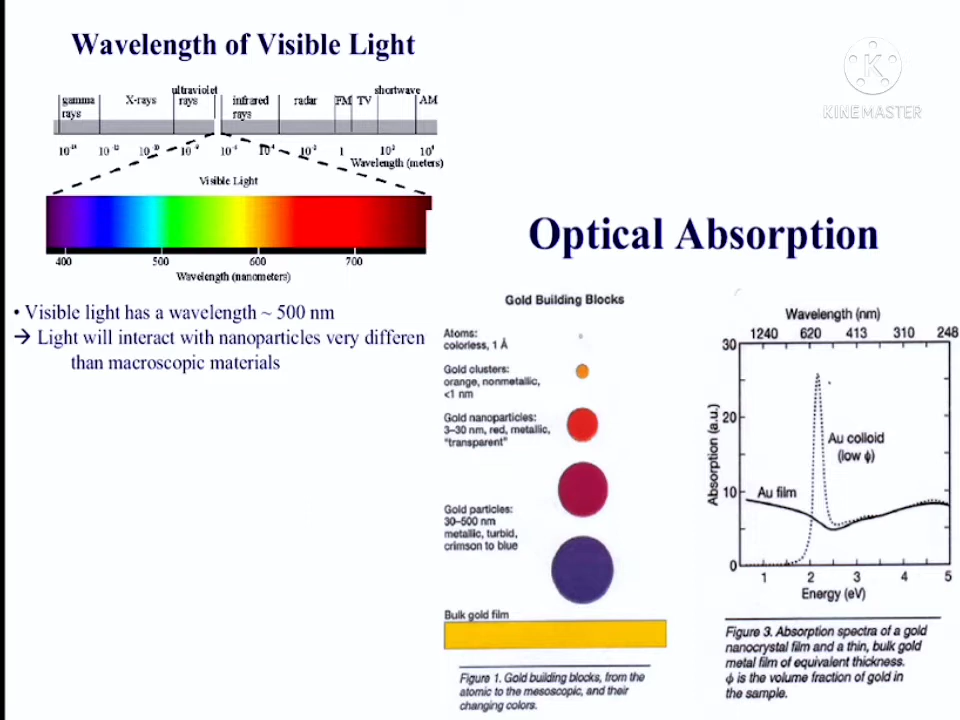 Wavelength of Visible Light
gamma rays X-rays ultraviolet rays infrared rays radar FM TV shortwave AM
1 10² 10⁴
Wavelength (meters)
Visible Light
400 500 600 700
Wavelength (nanometers)
• Visible light has a wavelength ~ 500 nm
→ Light will interact with nanoparticles very differen
than macroscopic materials
KINEMASTER
Optical Absorption
Gold Building Blocks
Atoms:
colorless, 1 Å
Gold clusters:
orange, nonmetallic,
<1 nm
Gold nanoparticles:
3–30 nm, red, metallic,
"transparent"
Gold particles:
30–500 nm
metallic, turbid,
crimson to blue
Bulk gold film
Figure 1. Gold building blocks, from the
atomic to the mesoscopic, and their
changing colors.
Wavelength (nm)
1240 620 413 310 248
30
20
10
0
Absorption (a.u.)
Au colloid
(low ϕ)
Au film
1 2 3 4 5
Energy (eV)
Figure 3. Absorption spectra of a gold
nanocrystal film and a thin, bulk gold
metal film of equivalent thickness.
ϕ is the volume fraction of gold in
the sample.